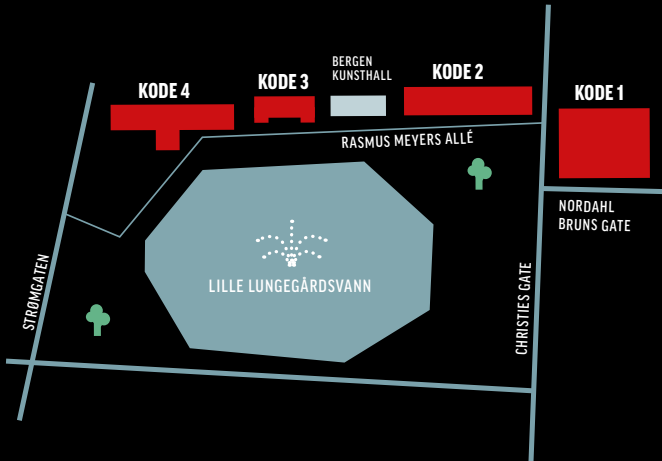 KODE 4
KODE 3
BERGEN
KUNSTHALL
KODE 2
KODE 1
RASMUS MEYERS ALLÉ
NORDAHL
BRUNS GATE
STRØMGATEN
LILLE LUNGEGÅRDSVANN
CHRISTIES GATE